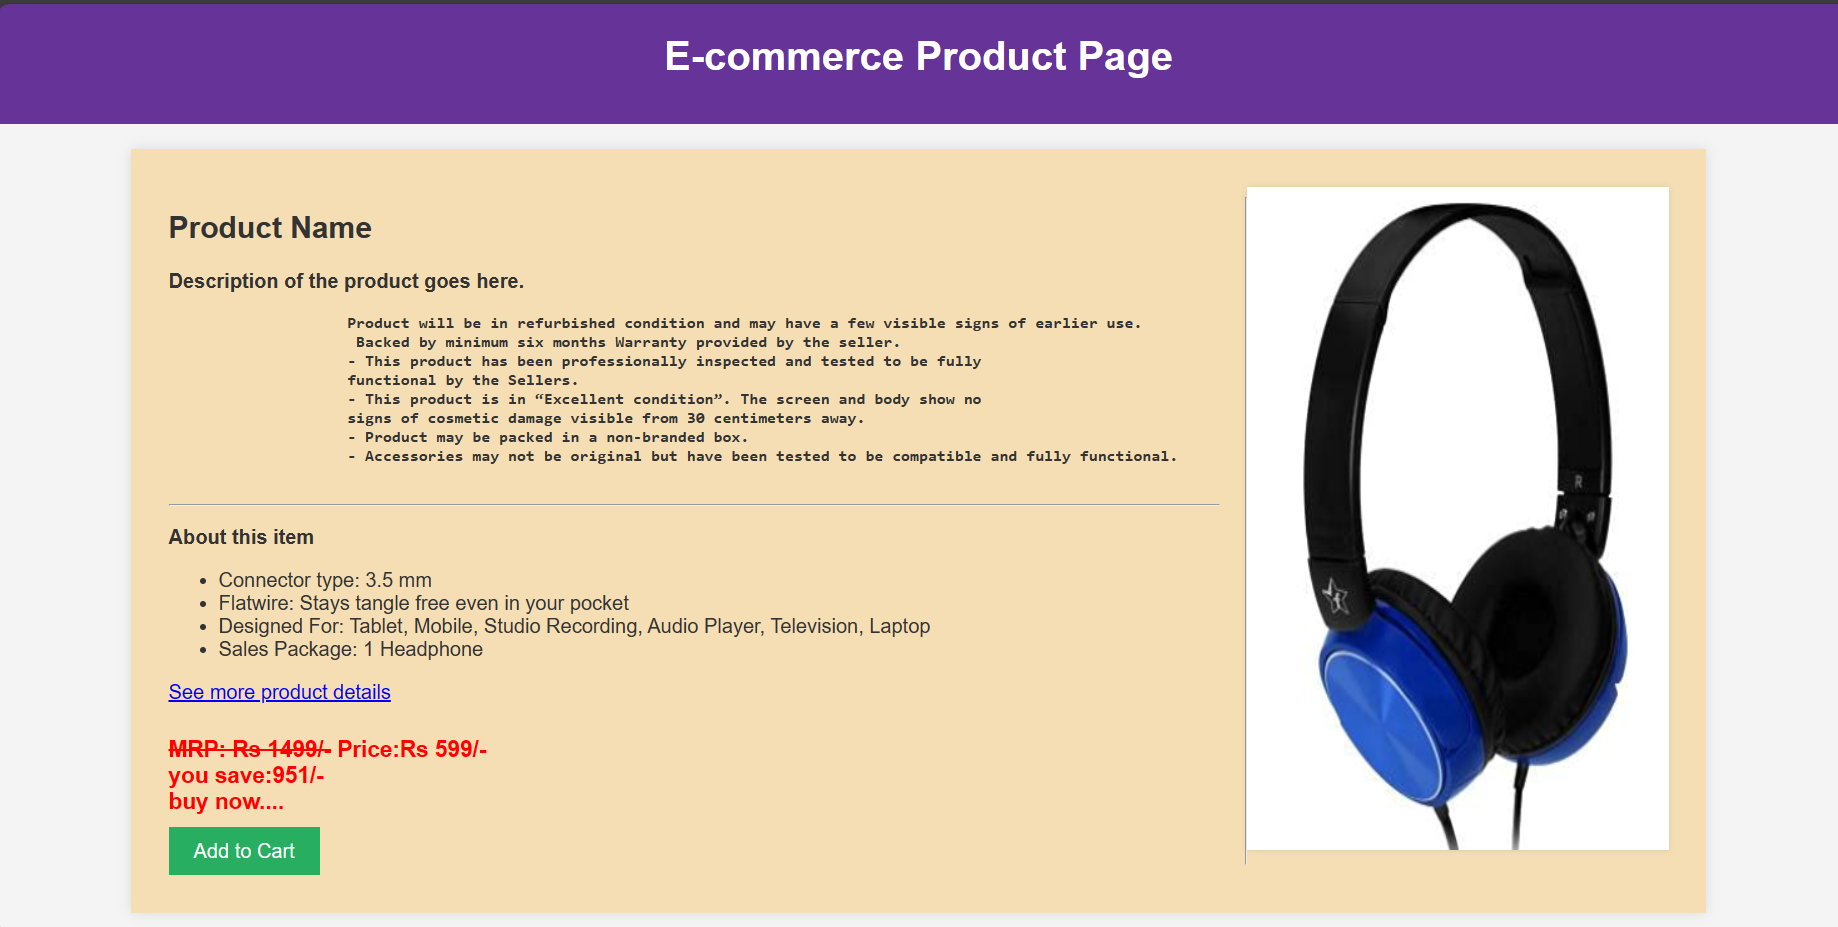 E-commerce Product Page
Product Name
Description of the product goes here.
Product will be in refurbished condition and may have a few visible signs of earlier use.
Backed by minimum six months Warranty provided by the seller.
- This product has been professionally inspected and tested to be fully
functional by the Sellers.
- This product is in “Excellent condition”. The screen and body show no
signs of cosmetic damage visible from 30 centimeters away.
- Product may be packed in a non-branded box.
- Accessories may not be original but have been tested to be compatible and fully functional.
About this item
• Connector type: 3.5 mm
• Flatwire: Stays tangle free even in your pocket
• Designed For: Tablet, Mobile, Studio Recording, Audio Player, Television, Laptop
• Sales Package: 1 Headphone
See more product details
MRP: Rs 1499/- Price:Rs 599/-
you save:951/-
buy now....
Add to Cart
R